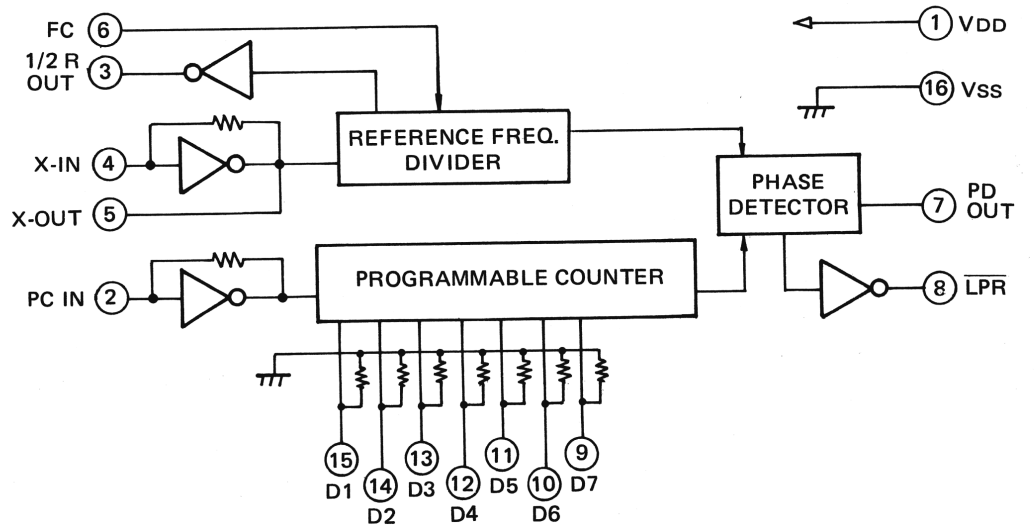 FC 6
1/2 R
OUT 3
1 VDD
16 VSS
X-IN 4
X-OUT 5
REFERENCE FREQ.
DIVIDER
PHASE
DETECTOR
7 PD
OUT
PC IN 2
PROGRAMMABLE COUNTER
8 LPR
15
D1
14
D2
13
D3
12
D4
11
D5
10
D6
9
D7